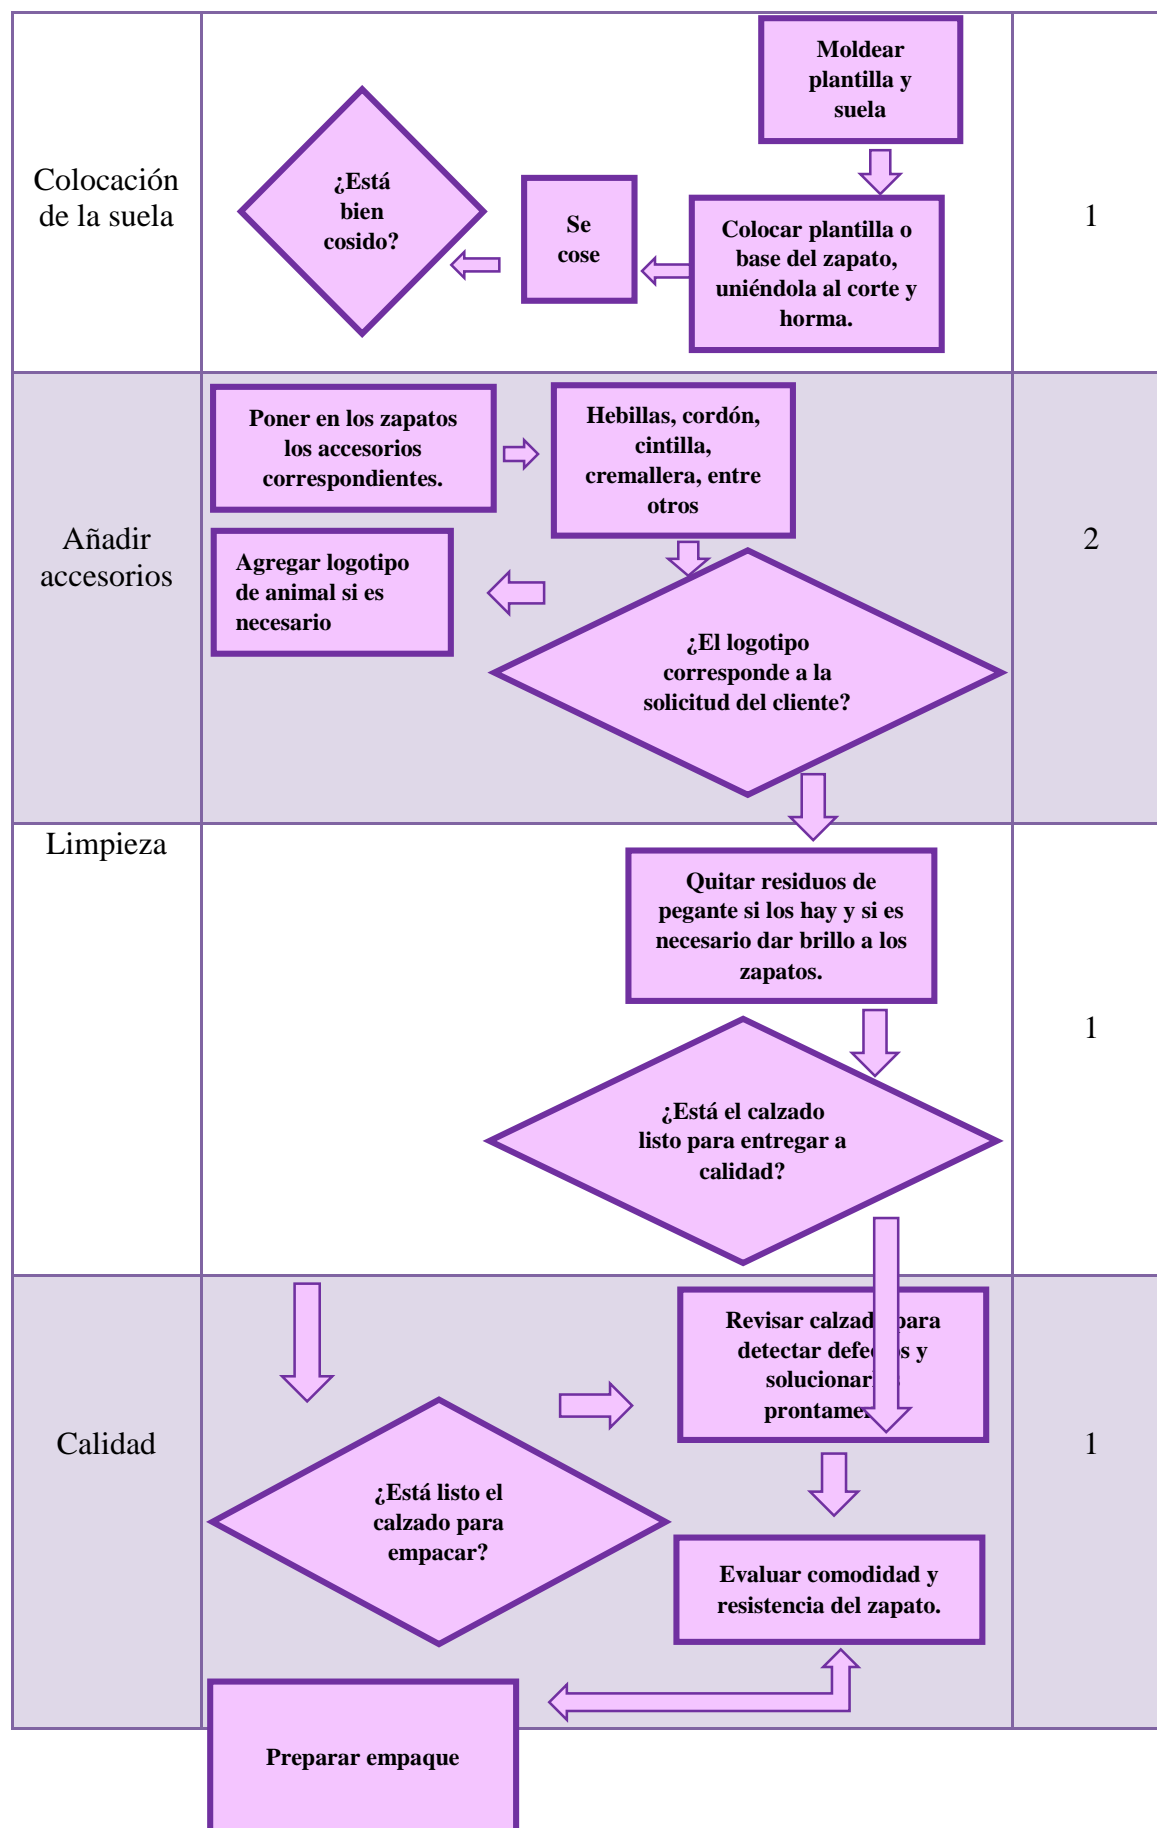 Colocación
de la suela
Moldear
plantilla y
suela
Colocar plantilla o
base del zapato,
uniéndola al corte y
horma.
Se
cose
¿Está
bien
cosido?
1
Añadir
accesorios
Poner en los zapatos
los accesorios
correspondientes.
Hebillas, cordón,
cintilla,
cremallera, entre
otros
¿El logotipo
corresponde a la
solicitud del cliente?
Agregar logotipo
de animal si es
necesario
2
Limpieza
Quitar residuos de
pegante si los hay y si es
necesario dar brillo a los
zapatos.
¿Está el calzado
listo para entregar a
calidad?
1
Calidad
¿Está listo el
calzado para
empacar?
Revisar para
detectar y
Evaluar comodidad y
resistencia del zapato.
Preparar empaque
1